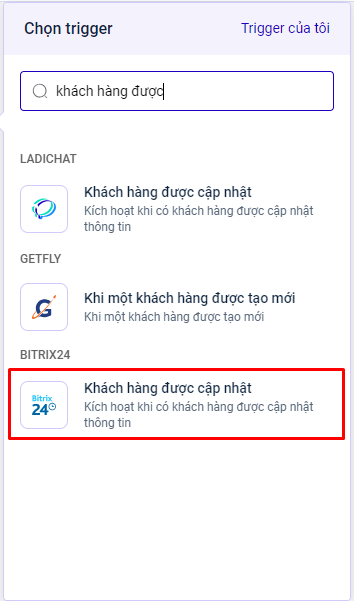 Chọn trigger
Trigger của tôi
khách hàng được
LADICHAT
Khách hàng được cập nhật
Kích hoạt khi có khách hàng được cập nhật
thông tin
GETFLY
G
Khi một khách hàng được tạo mới
Khi một khách hàng được tạo mới
BITRIX24
Bitrix
24
Khách hàng được cập nhật
Kích hoạt khi có khách hàng được cập nhật
thông tin